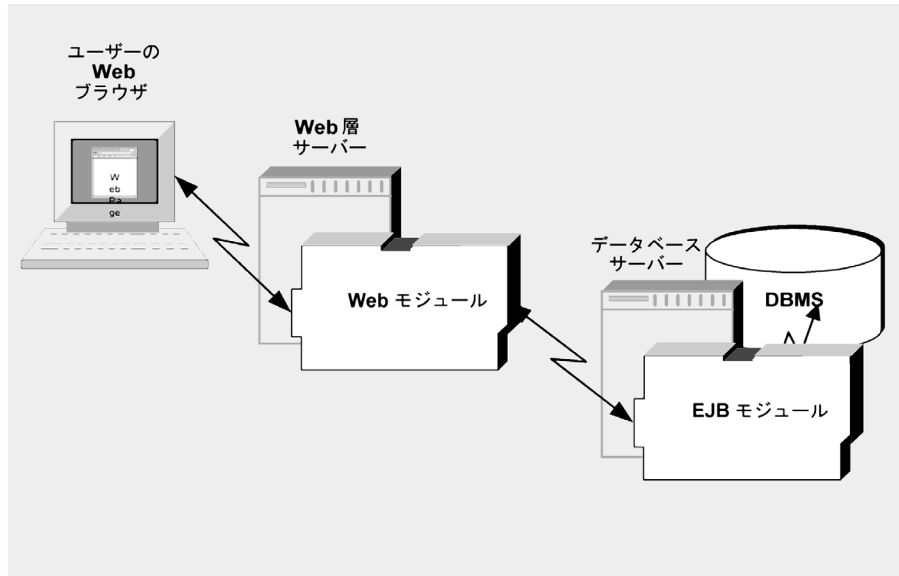 ユーザーの
Web
ブラウザ
Web 層
サーバー
W
eb
Pa
ge
データベース
サーバー
DBMS
Web モジュール
EJB モジュール